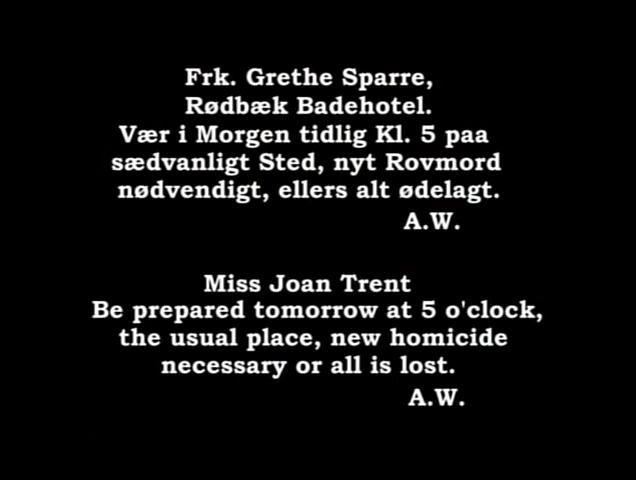 Frk. Grethe Sparre,
Rødbæk Badehotel.
Vær i Morgen tidlig Kl. 5 paa
sædvanligt Sted, nyt Rovmord
nødvendigt, ellers alt ødelagt.
A.W.
Miss Joan Trent
Be prepared tomorrow at 5 o'clock,
the usual place, new homicide
necessary or all is lost.
A.W.